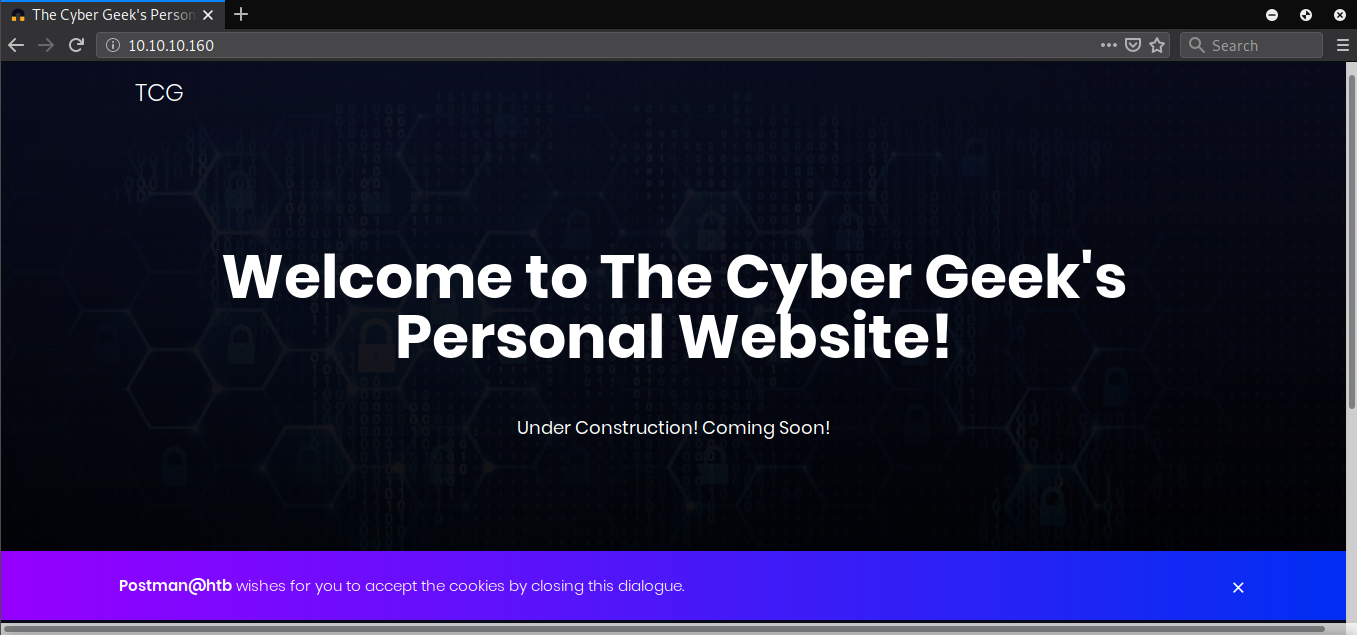 The Cyber Geek's Person
10.10.10.160
Search
TCG
Welcome to The Cyber Geek's
Personal Website!
Under Construction! Coming Soon!
Postman@htb wishes for you to accept the cookies by closing this dialogue.